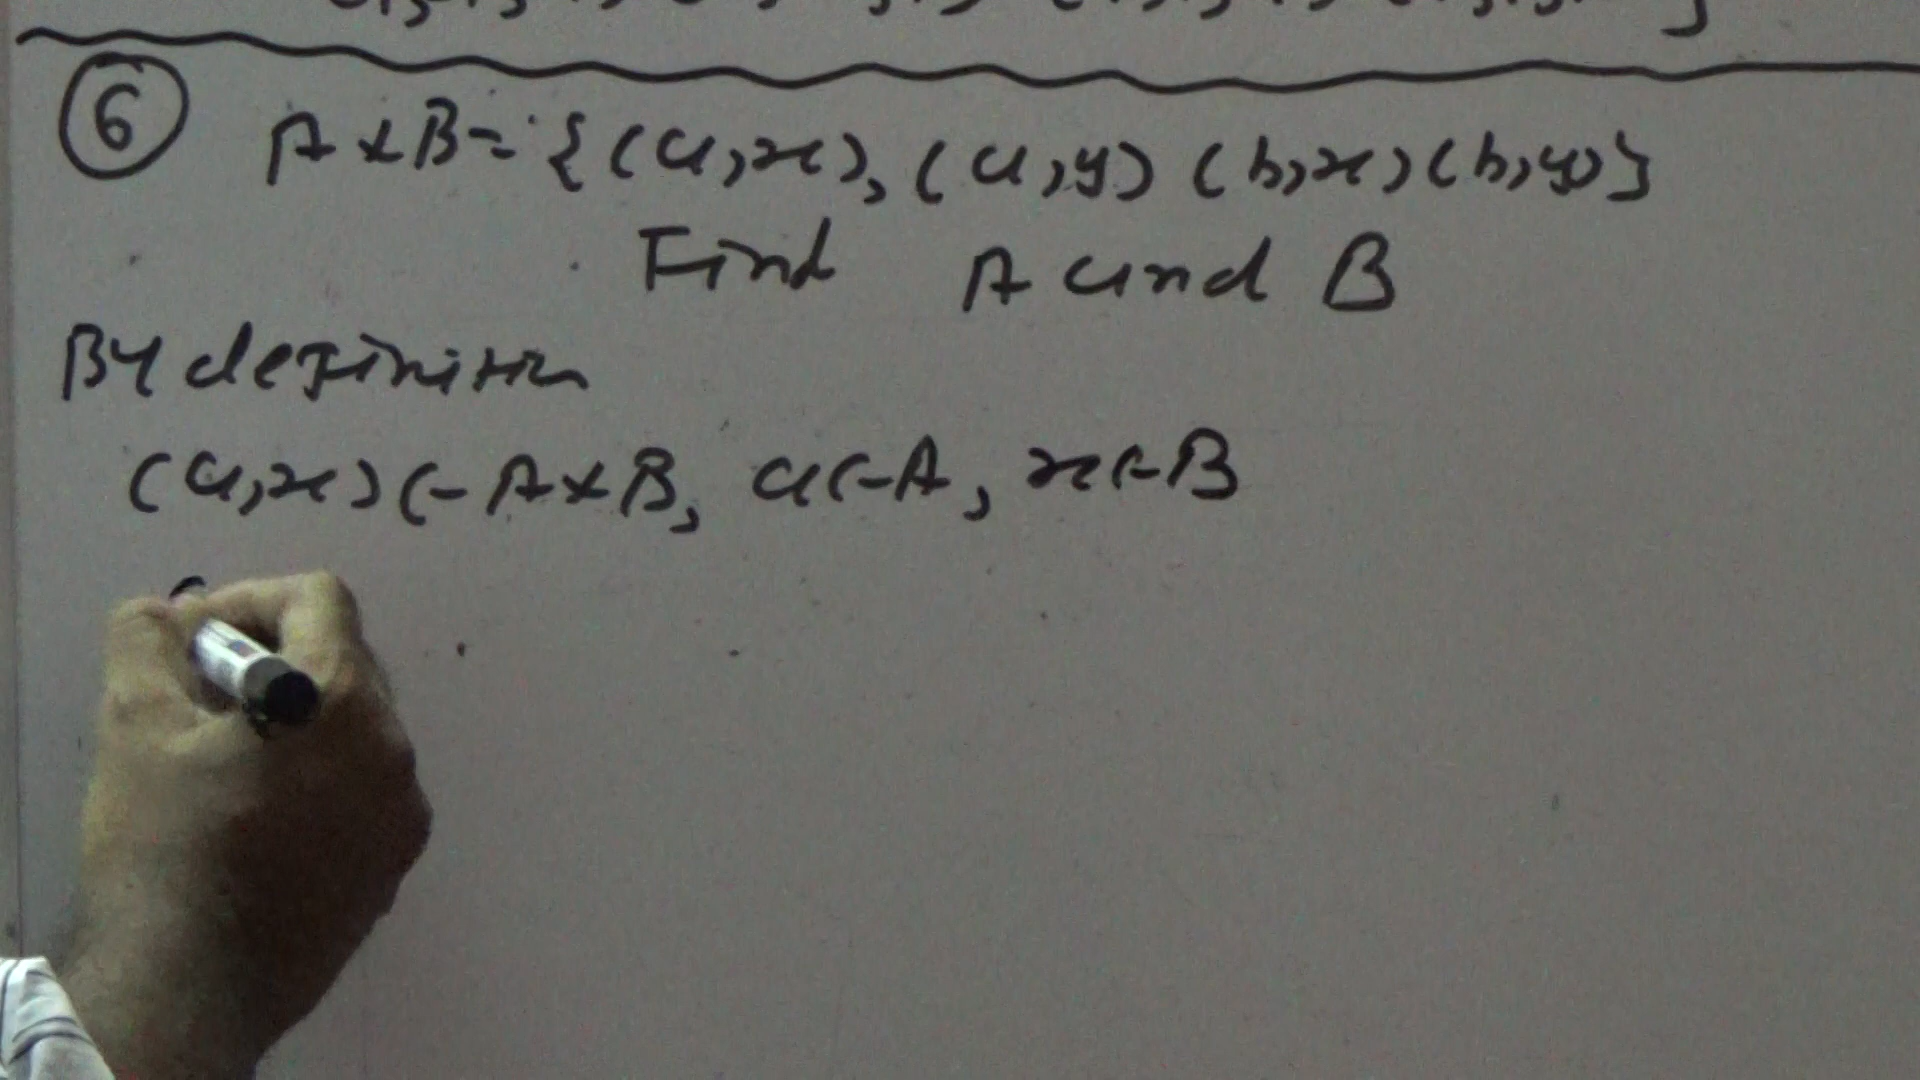 6 A×B= {(a,x), (a,y) (b,x) (b,y)}
Find A and B
By definition
(a,x) ∈ A×B, a∈A, x∈B